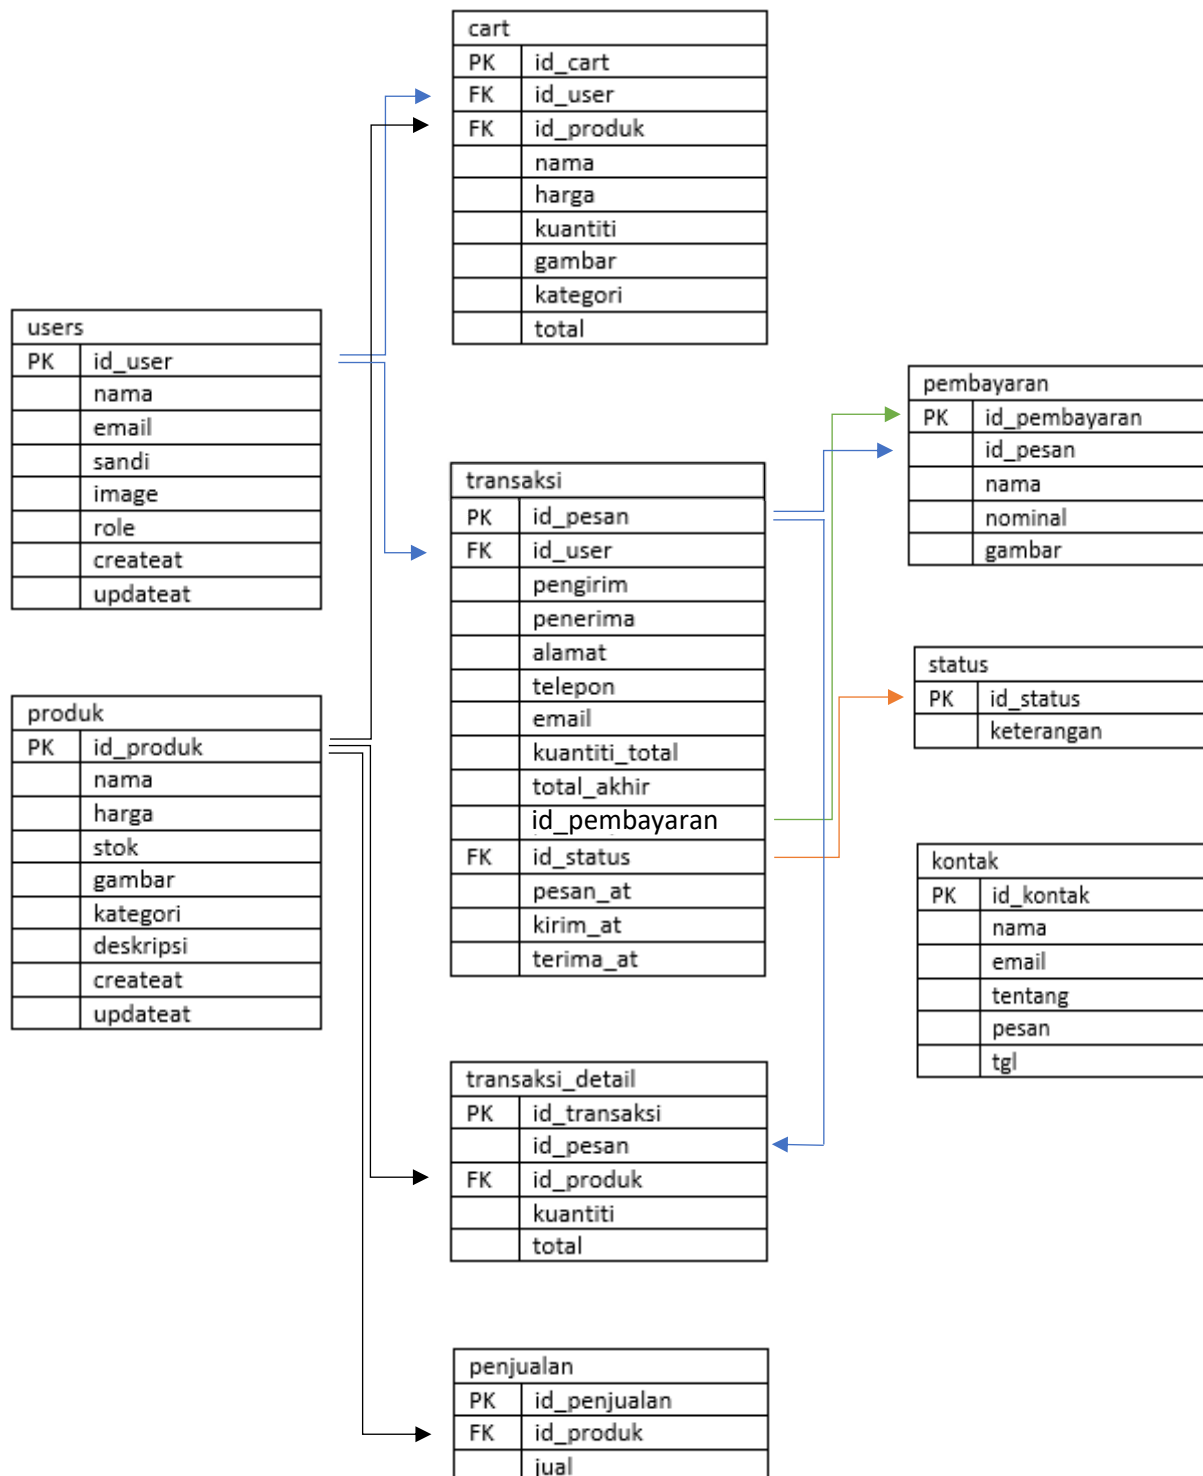 cart
PK id_cart
FK id_user
FK id_produk
nama
harga
kuantiti
gambar
kategori
total
users
PK id_user
nama
email
sandi
image
role
createat
updateat
produk
PK id_produk
nama
harga
stok
gambar
kategori
deskripsi
createat
updateat
transaksi
PK id_pesan
FK id_user
pengirim
penerima
alamat
telepon
email
kuantiti_total
total_akhir
id_pembayaran
FK id_status
pesan_at
kirim_at
terima_at
transaksi_detail
PK id_transaksi
id_pesan
FK id_produk
kuantiti
total
penjualan
PK id_penjualan
FK id_produk
jual
pembayaran
PK id_pembayaran
id_pesan
nama
nominal
gambar
status
PK id_status
keterangan
kontak
PK id_kontak
nama
email
tentang
pesan
tgl